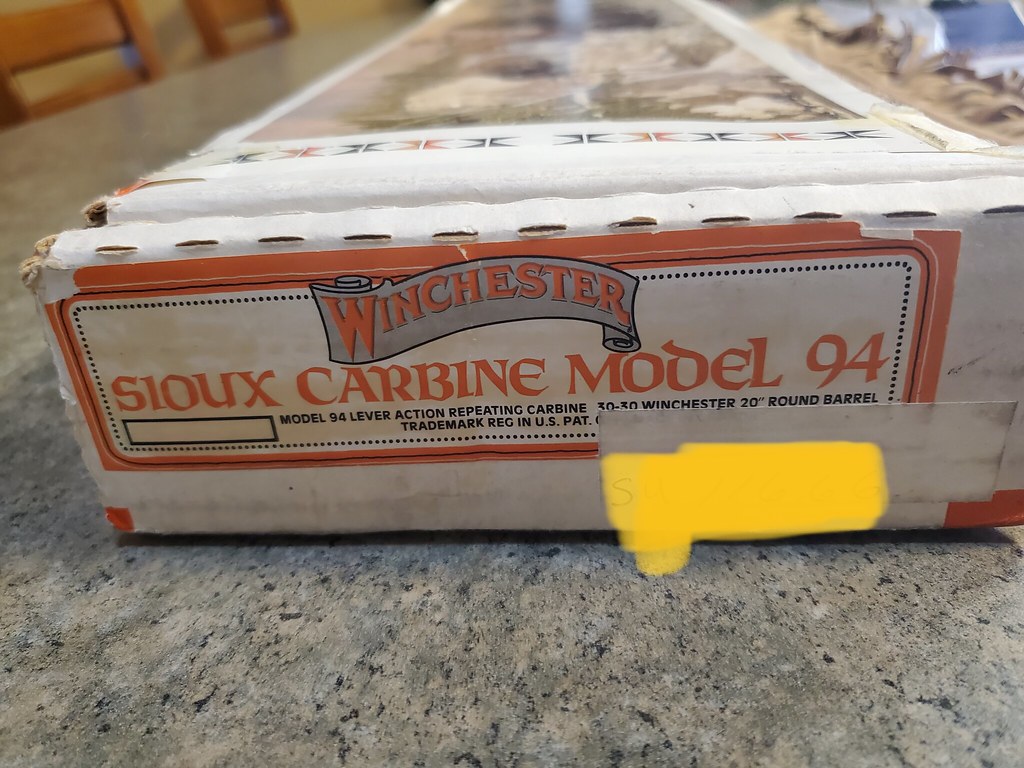 WINCHESTER
SIOUX CARBINE MODEL 94
MODEL 94 LEVER ACTION REPEATING CARBINE 30-30 WINCHESTER 20" ROUND BARREL
TRADEMARK REG IN U.S. PAT.